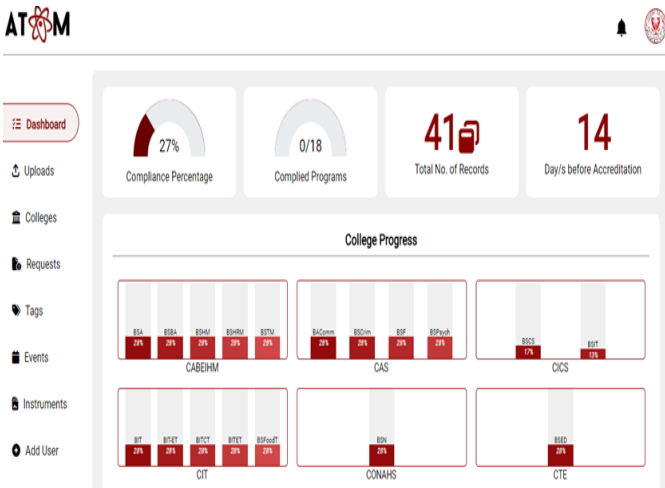 ATOM
Dashboard
Uploads
Colleges
Requests
Tags
Events
Instruments
Add User
27%
Compliance Percentage
0/18
Complied Programs
41
Total No. of Records
14
Day/s before Accreditation
College Progress
BSA BSBA BSHM BSHRM BSTM
28% 28% 28% 28% 28%
CABEIHM
BAComm BSCrim BSF BSPsych
28% 28% 28% 28%
CAS
BSCS BSIT
17% 13%
CICS
BIT BIT-ET BITCT BITET BSFoodT
28% 28% 28% 28% 28%
CIT
BSN
28%
CONAHS
BSED
28%
CTE